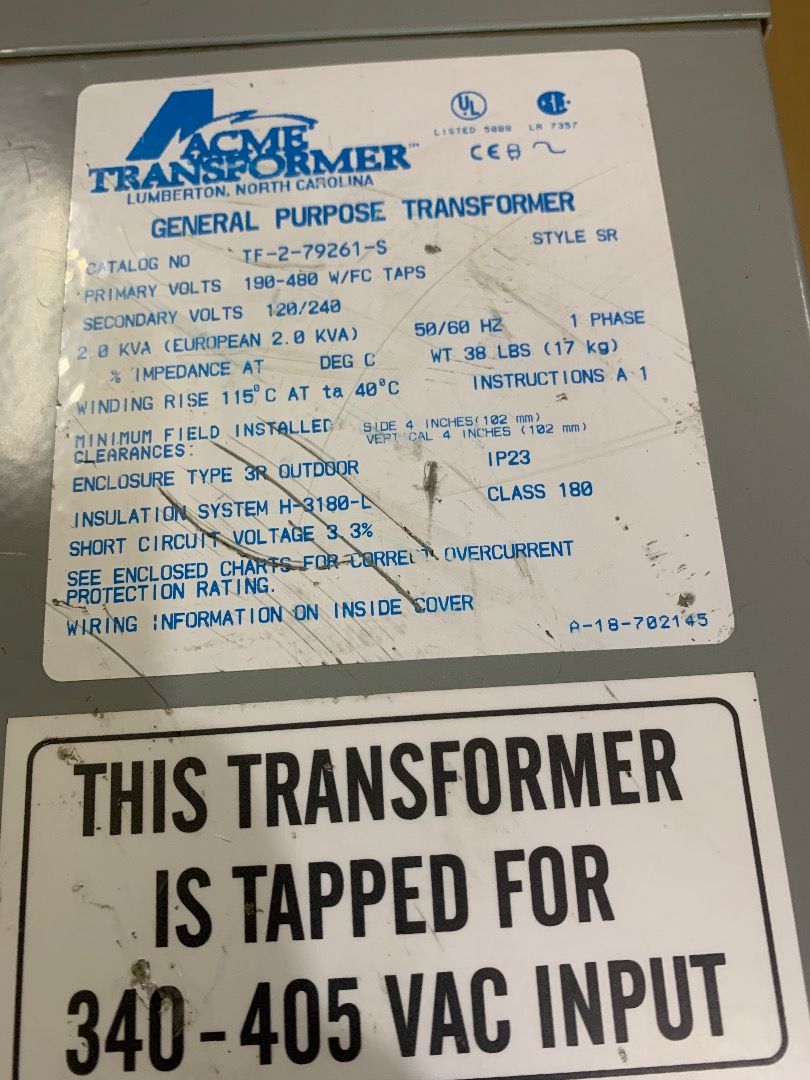 ACME
TRANSFORMER™
LUMBERTON, NORTH CAROLINA
UL
LISTED 5088 LR 7357
CE
GENERAL PURPOSE TRANSFORMER
CATALOG NO TF-2-79261-S STYLE SR
PRIMARY VOLTS 190-480 W/FC TAPS
SECONDARY VOLTS 120/240
2.0 KVA (EUROPEAN 2.0 KVA) 50/60 HZ 1 PHASE
% IMPEDANCE AT DEG C WT 38 LBS (17 kg)
WINDING RISE 115°C AT ta 40°C INSTRUCTIONS A 1
MINIMUM FIELD INSTALLED SIDE 4 INCHES(102 mm)
CLEARANCES: VERTICAL 4 INCHES (102 mm)
ENCLOSURE TYPE 3R OUTDOOR IP23
INSULATION SYSTEM H-3180-L CLASS 180
SHORT CIRCUIT VOLTAGE 3.3%
SEE ENCLOSED CHARTS FOR CORRECT OVERCURRENT
PROTECTION RATING.
WIRING INFORMATION ON INSIDE COVER
A-18-702145
THIS TRANSFORMER
IS TAPPED FOR
340-405 VAC INPUT